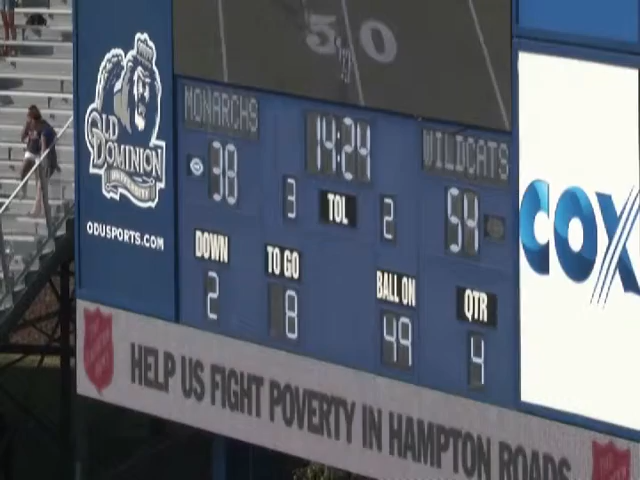 50
OLD DOMINION
UNIVERSITY
ODUSPORTS.COM
MONARCHS 14:24 WILDCATS
38 3 TOL 2 54
DOWN TO GO BALL ON QTR
2 8 49 4
COX
HELP US FIGHT POVERTY IN HAMPTON ROADS